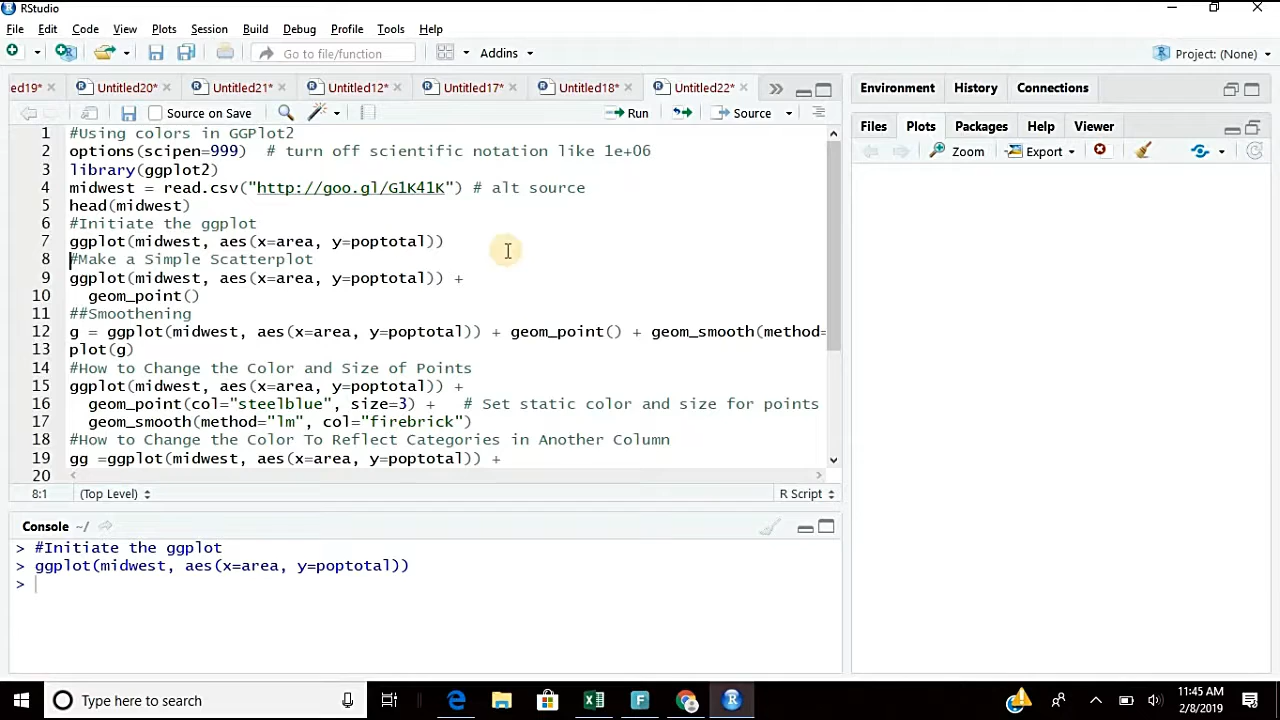 RStudio
File Edit Code View Plots Session Build Debug Profile Tools Help
Go to file/function Addins Project: (None)
ed19* Untitled20* Untitled21* Untitled12* Untitled17* Untitled18* Untitled22*
Source on Save Run Source
1 #Using colors in GGPlot2
2 options(scipen=999)  # turn off scientific notation like 1e+06
3 library(ggplot2)
4 midwest = read.csv("http://goo.gl/G1K41K") # alt source
5 head(midwest)
6 #Initiate the ggplot
7 ggplot(midwest, aes(x=area, y=poptotal))
8 #Make a Simple Scatterplot
9 ggplot(midwest, aes(x=area, y=poptotal)) +
10   geom_point()
11 ##Smoothening
12 g = ggplot(midwest, aes(x=area, y=poptotal)) + geom_point() + geom_smooth(method=
13 plot(g)
14 #How to Change the Color and Size of Points
15 ggplot(midwest, aes(x=area, y=poptotal)) +
16   geom_point(col="steelblue", size=3) +   # Set static color and size for points
17   geom_smooth(method="lm", col="firebrick")
18 #How to Change the Color To Reflect Categories in Another Column
19 gg =ggplot(midwest, aes(x=area, y=poptotal)) +
20
8:1 (Top Level) R Script
Console ~/
> #Initiate the ggplot
> ggplot(midwest, aes(x=area, y=poptotal))
>
Environment History Connections
Files Plots Packages Help Viewer
Zoom Export
Type here to search
11:45 AM
2/8/2019